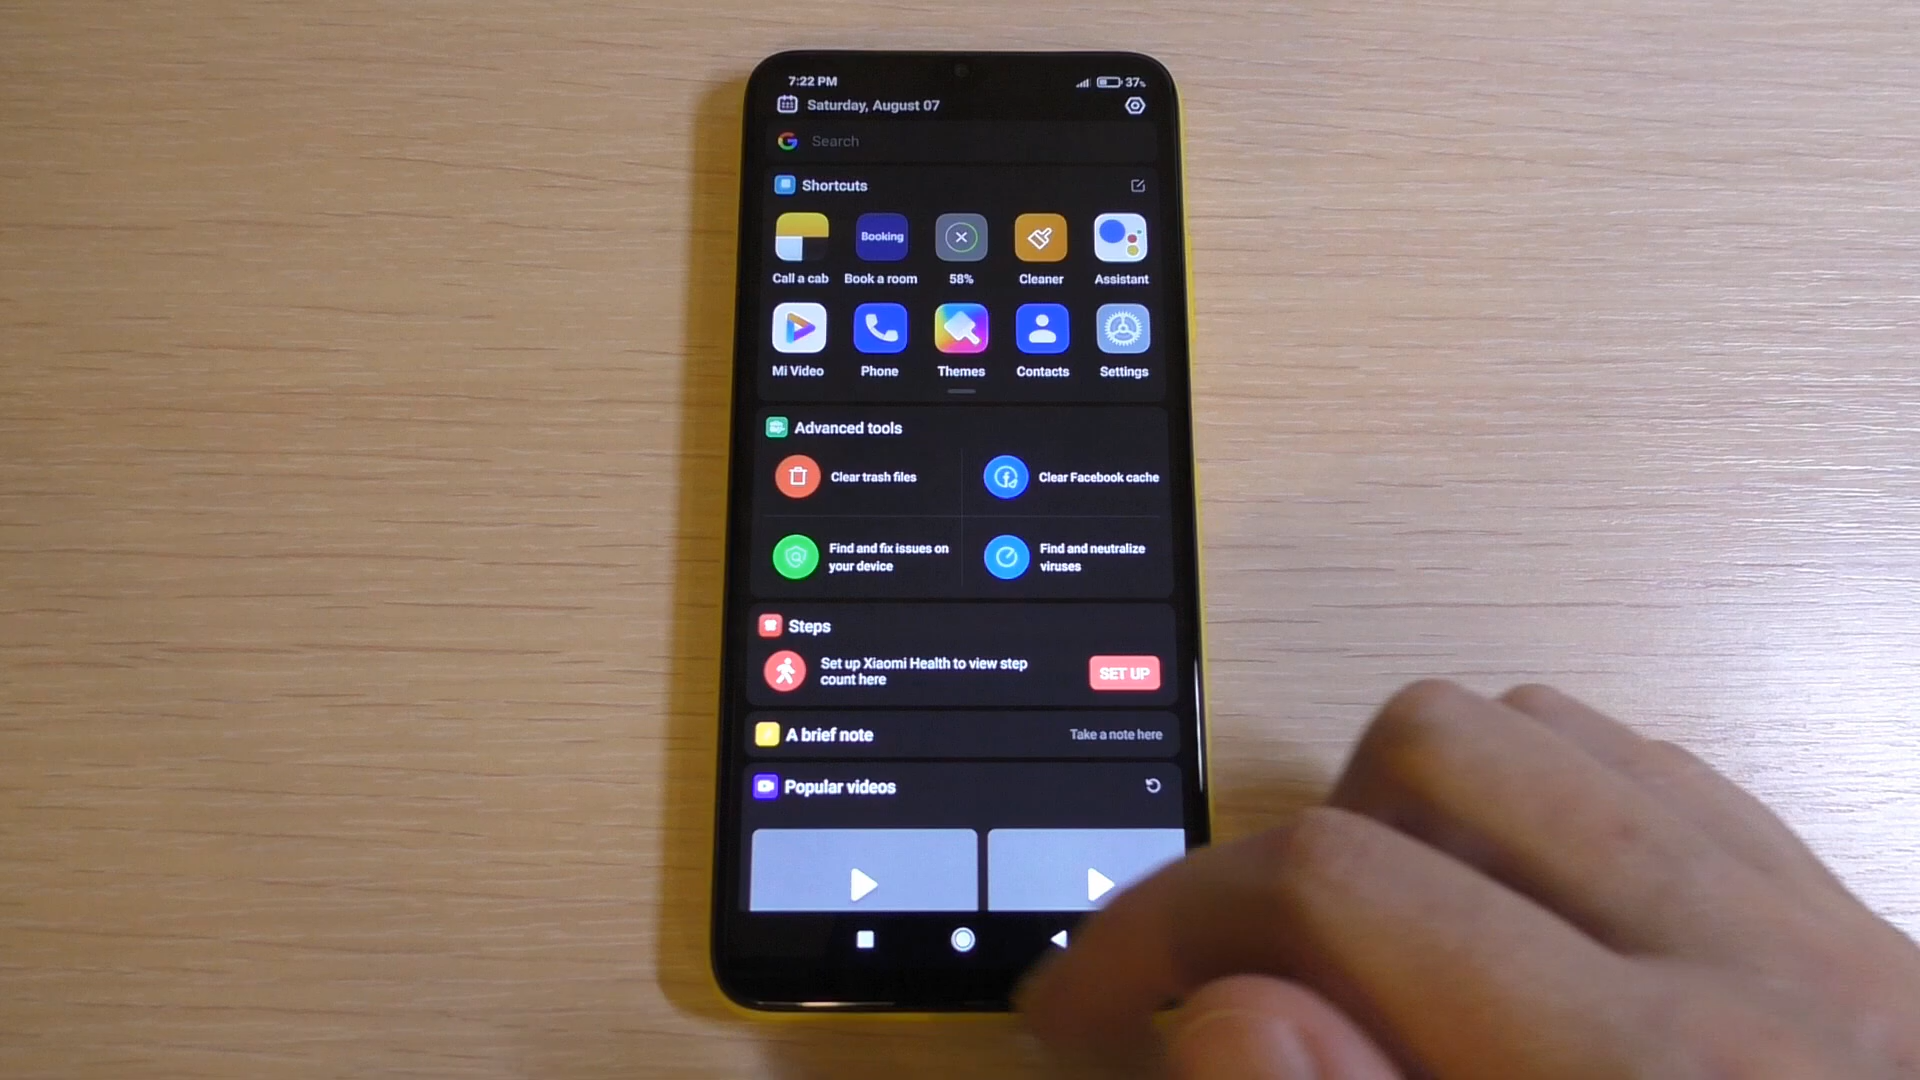 7:22 PM
37%
Saturday, August 07
Search
Shortcuts
Booking
Call a cab
Book a room
58%
Cleaner
Assistant
Mi Video
Phone
Themes
Contacts
Settings
Advanced tools
Clear trash files
Clear Facebook cache
Find and fix issues on
your device
Find and neutralize
viruses
Steps
Set up Xiaomi Health to view step
count here
SET UP
A brief note
Take a note here
Popular videos